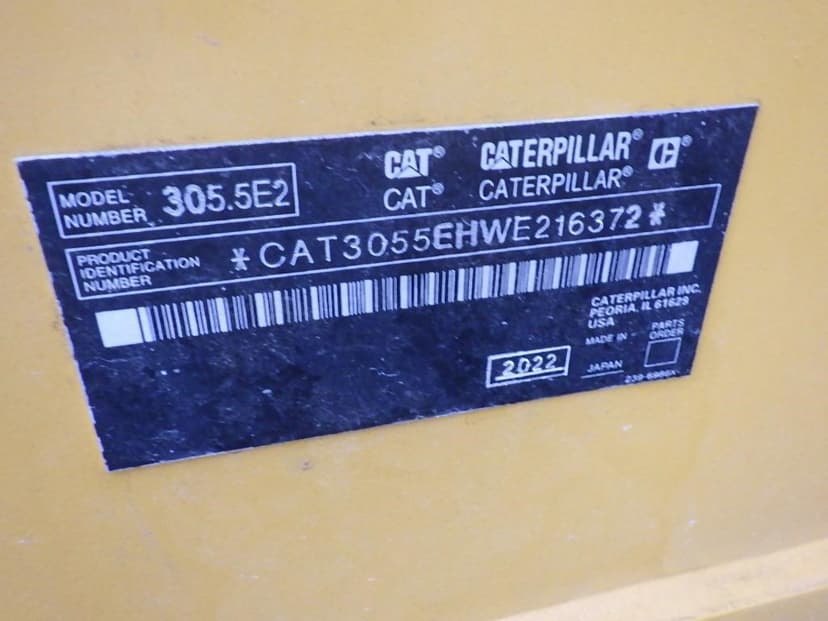 CAT® CATERPILLAR®
CAT® CATERPILLAR®
MODEL NUMBER 305.5E2
PRODUCT IDENTIFICATION NUMBER *CAT3055EHWE216372*
CATERPILLAR INC.
PEORIA, IL 61629
USA
MADE IN
JAPAN
PARTS
ORDER
2022